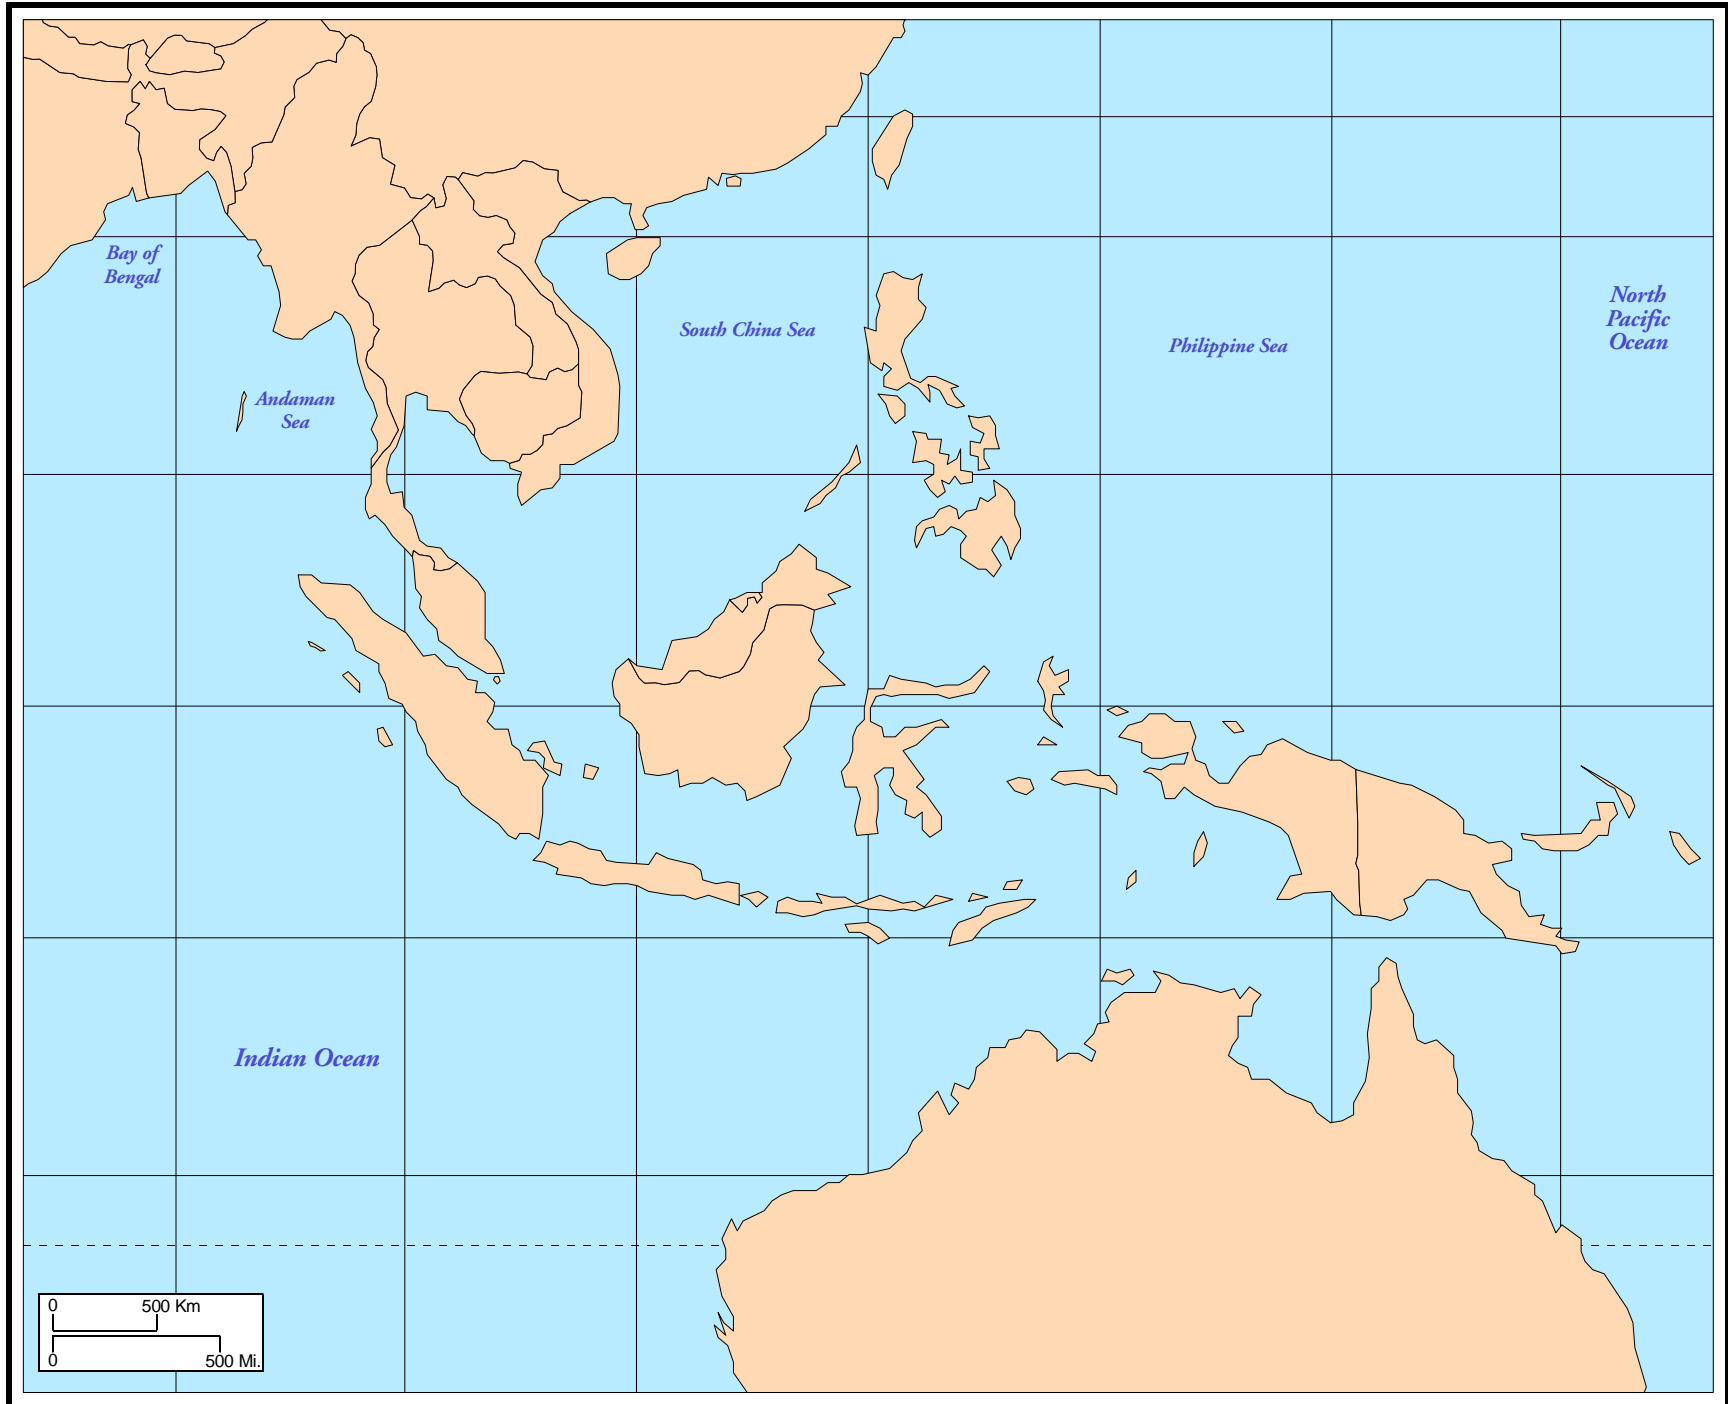 Bay of
Bengal
South China Sea
Philippine Sea
North
Pacific
Ocean
Andaman
Sea
Indian Ocean
0
500 Km
0
500 Mi.